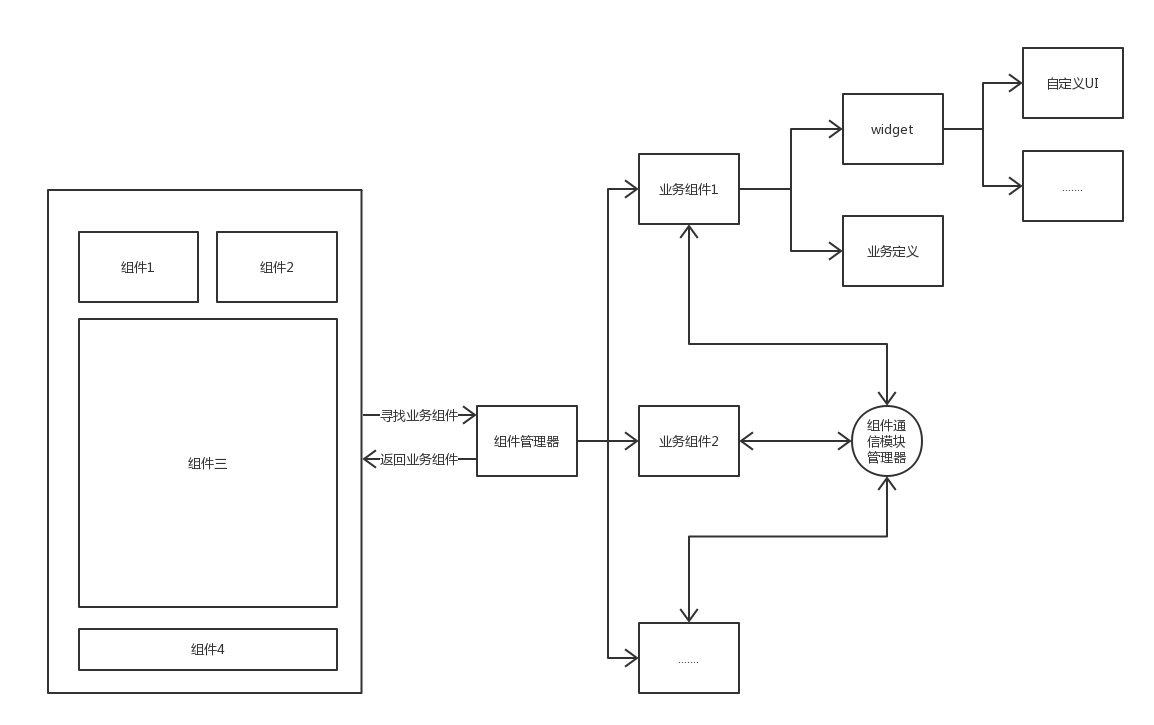 自定义UI
widget
.......
业务组件1
业务定义
组件1
组件2
寻找业务组件
组件管理器
业务组件2
组件通
信模块
管理器
返回业务组件
组件三
组件4
.......